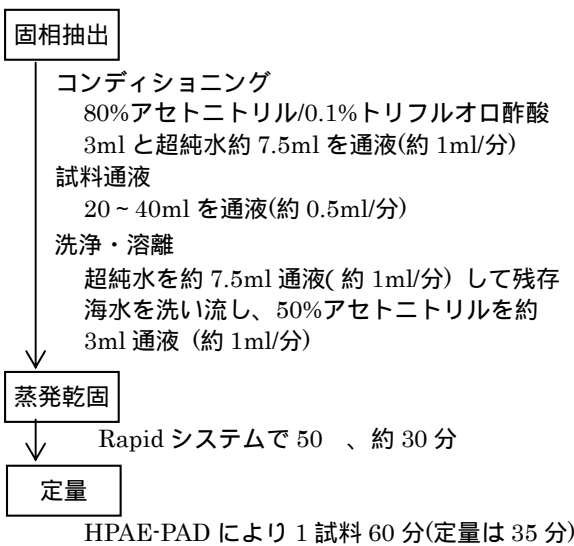 固相抽出
コンディショニング
80%アセトニトリル/0.1%トリフルオロ酢酸
3ml と超純水約 7.5ml を通液(約 1ml/分)
試料通液
20~40ml を通液(約 0.5ml/分)
洗浄・溶離
超純水を約 7.5ml 通液( 約 1ml/分) して残存
海水を洗い流し、50%アセトニトリルを約
3ml 通液 (約 1ml/分)
蒸発乾固
Rapid システムで 50 、約 30 分
定量
HPAE-PAD により 1 試料 60 分(定量は 35 分)